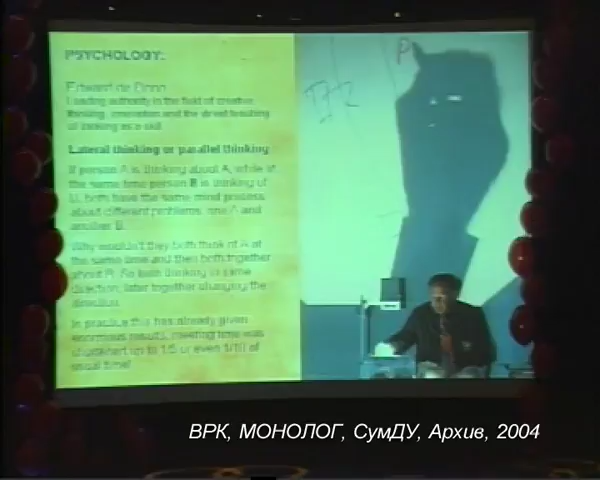 PSYCHOLOGY:
Edward de Bono
Leading authority in the field of creative
thinking, innovation and the direct teaching
of thinking as a skill
Lateral thinking or parallel thinking
If person A is thinking about A, while at
the same time person B is thinking of
B, both have the same mind process
about different problems, one A and
another B.
Why wouldn't they both think of A at
the same time and then both together
about B. So both thinking in same
direction, later together changing the
direction.
In practice this has already given
enormous results, meeting time was
shortened up to 1/5 or even 1/10 of
usual time!
P
ВРК, МОНОЛОГ, СумДУ, Архив, 2004